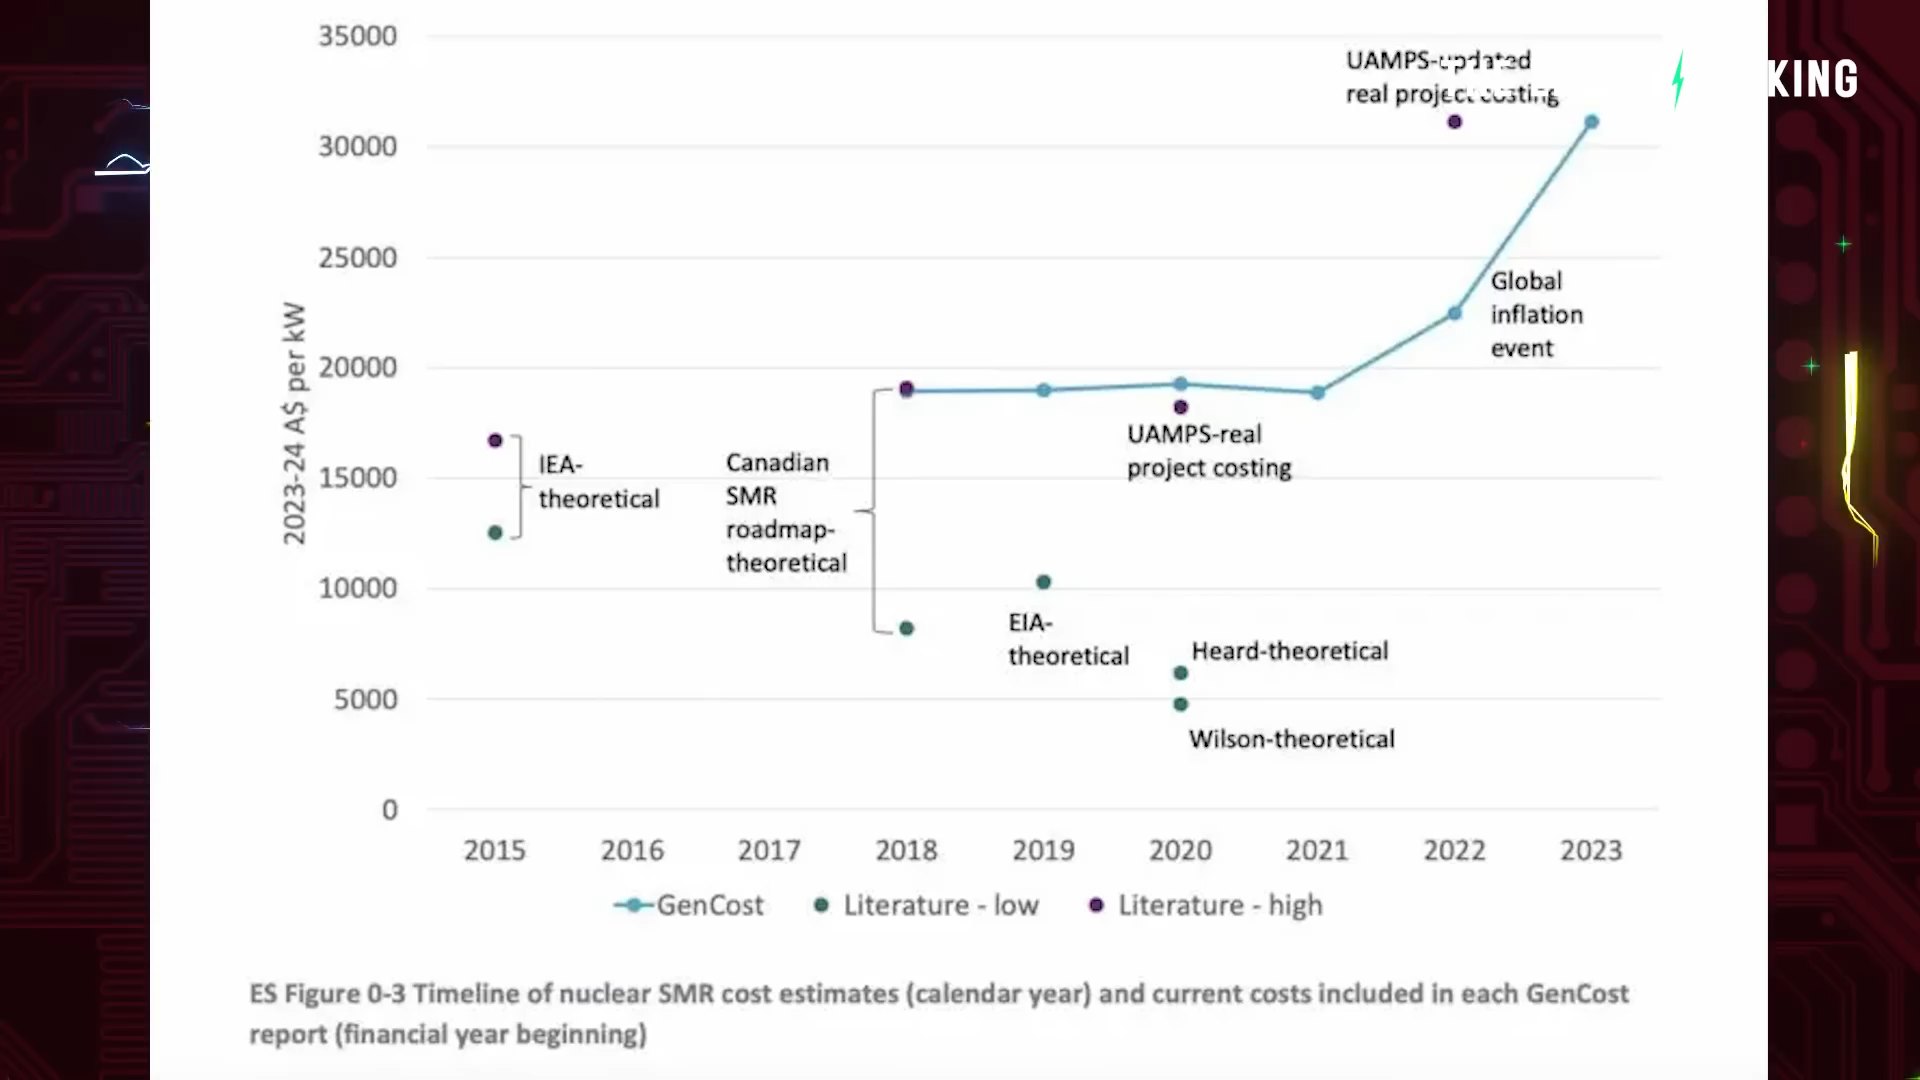 35000
30000
25000
20000
15000
10000
5000
0
2023-24 A$ per kW
UAMPS-updated
real project costing
KING
Global
inflation
event
UAMPS-real
project costing
IEA-
theoretical
Canadian
SMR
roadmap-
theoretical
EIA-
theoretical
Heard-theoretical
Wilson-theoretical
2015 2016 2017 2018 2019 2020 2021 2022 2023
GenCost Literature - low Literature - high
ES Figure 0-3 Timeline of nuclear SMR cost estimates (calendar year) and current costs included in each GenCost
report (financial year beginning)